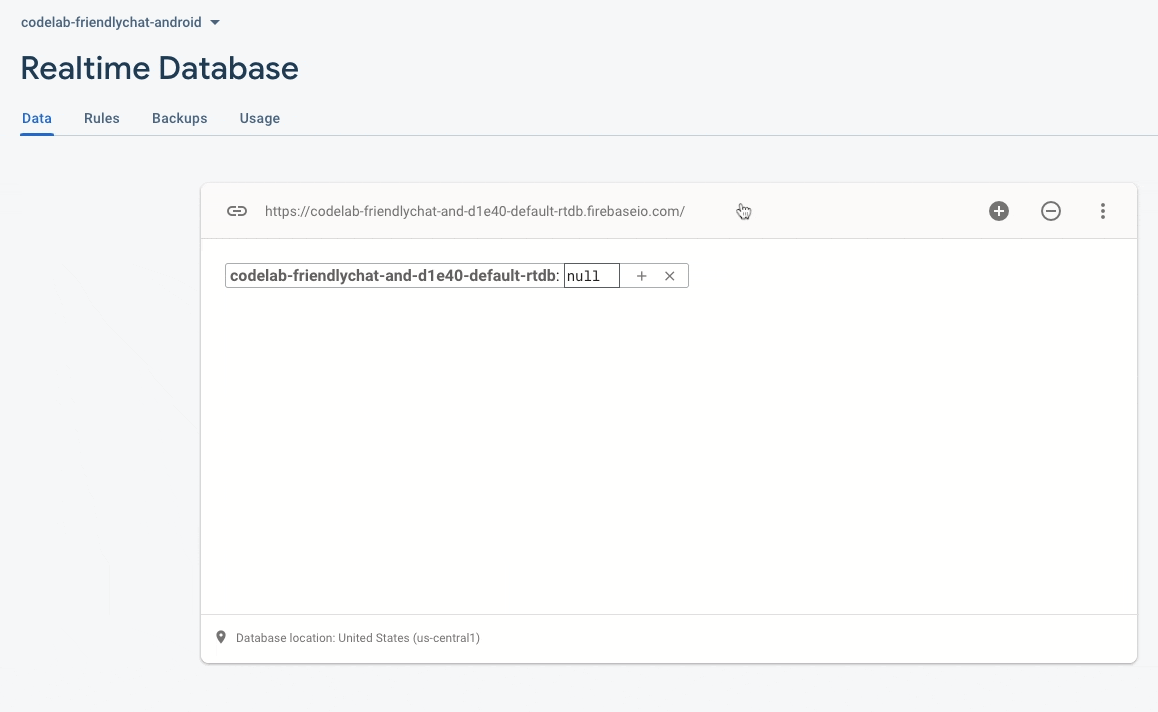 codelab-friendlychat-android
Realtime Database
Data Rules Backups Usage
https://codelab-friendlychat-and-d1e40-default-rtdb.firebaseio.com/
codelab-friendlychat-and-d1e40-default-rtdb: null
Database location: United States (us-central1)